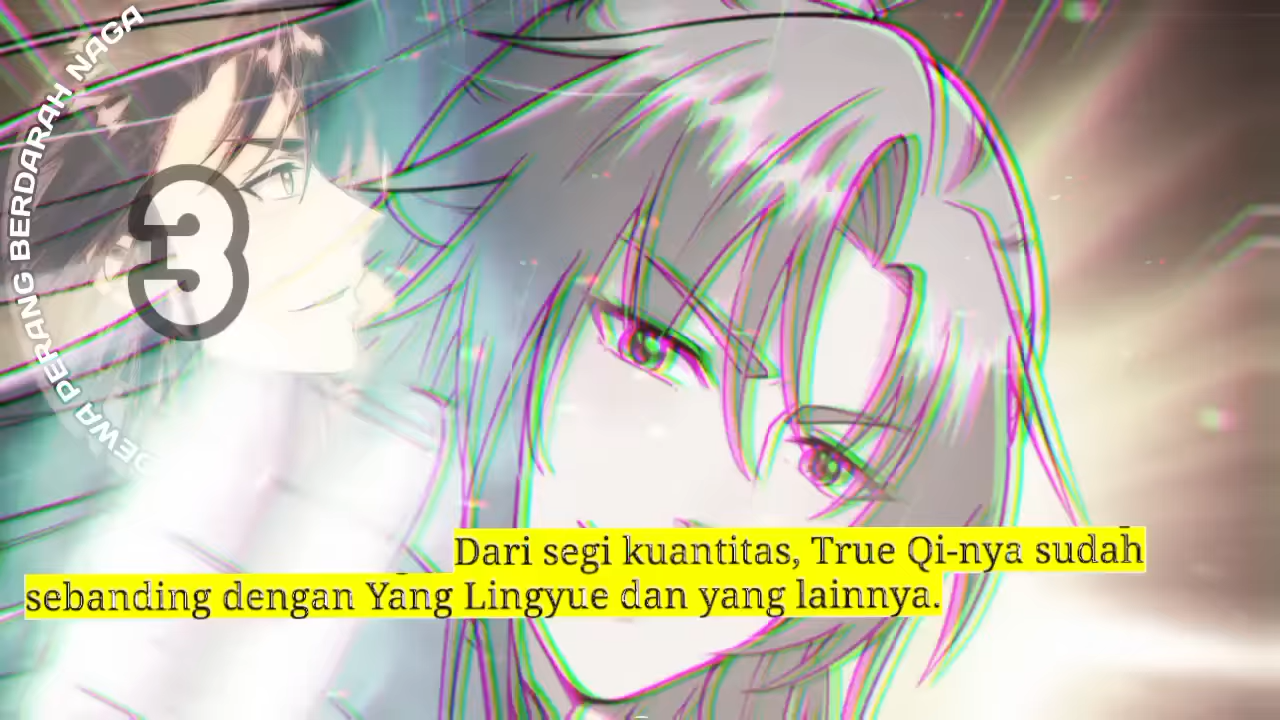 DEWA PERANG BERDARAH NAGA
3
Dari segi kuantitas, True Qi-nya sudah
sebanding dengan Yang Lingyue dan yang lainnya.